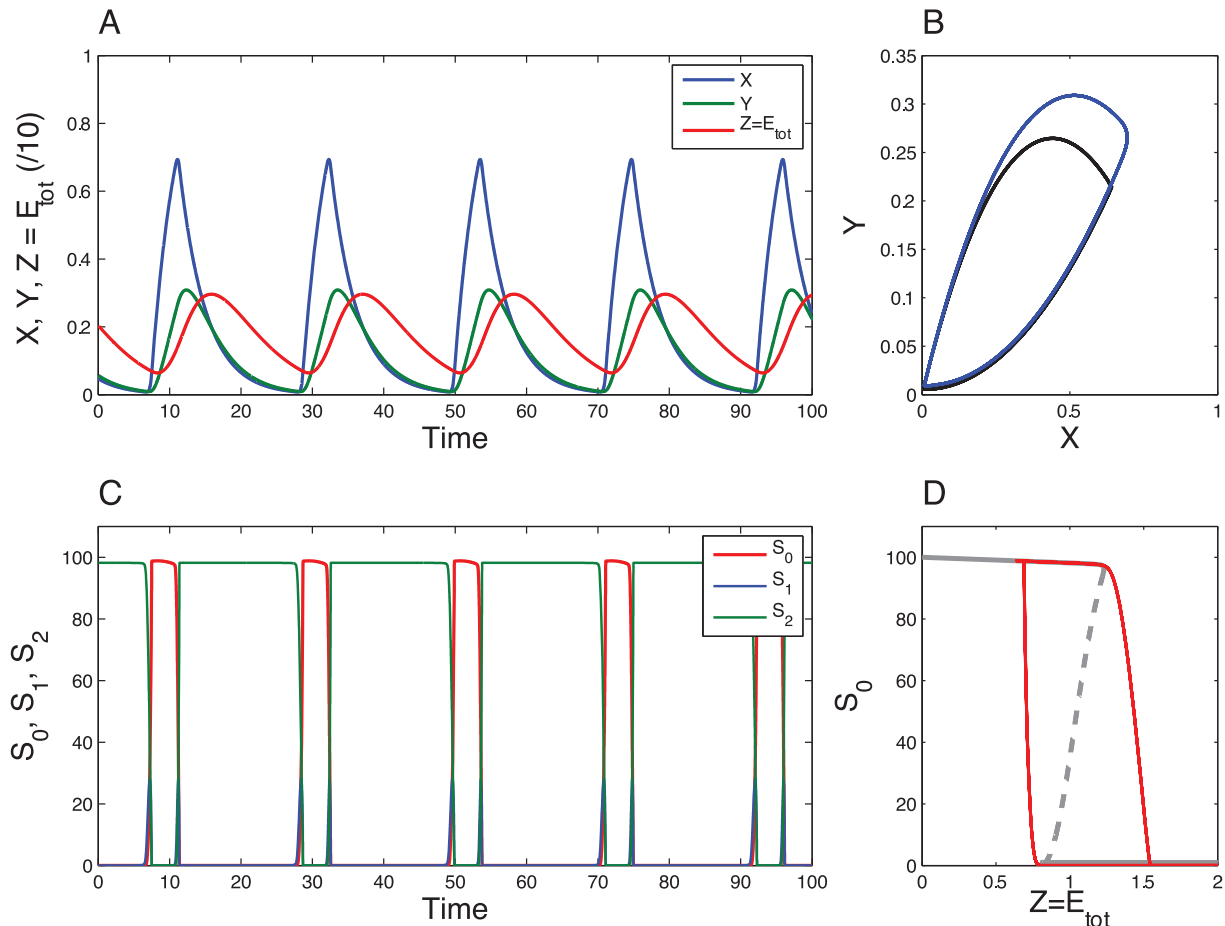 A
X, Y, Z = E_tot (/10)
1
0.8
0.6
0.4
0.2
0
0 10 20 30 40 50 60 70 80 90 100
Time
X
Y
Z=E_tot
B
Y
0.35
0.3
0.25
0.2
0.15
0.1
0.05
0
0 0.5 1
X
C
S_0, S_1, S_2
100
80
60
40
20
0
0 10 20 30 40 50 60 70 80 90 100
Time
S_0
S_1
S_2
D
S_0
100
80
60
40
20
0
0 0.5 1 1.5 2
Z=E_tot